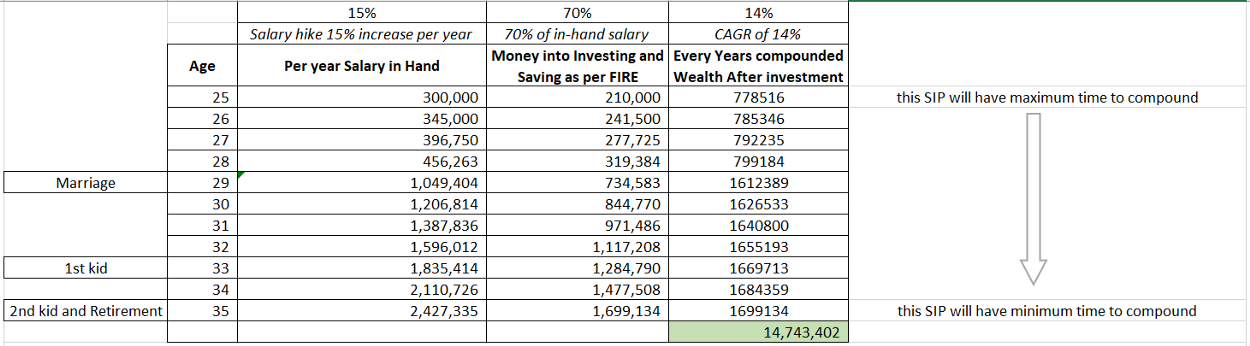 15% 70% 14%
Salary hike 15% increase per year 70% of in-hand salary CAGR of 14%
Age Per year Salary in Hand Money into Investing and Saving as per FIRE Every Years compounded Wealth After investment
25 300,000 210,000 778516 this SIP will have maximum time to compound
26 345,000 241,500 785346
27 396,750 277,725 792235
28 456,263 319,384 799184
Marriage 29 1,049,404 734,583 1612389
30 1,206,814 844,770 1626533
31 1,387,836 971,486 1640800
32 1,596,012 1,117,208 1655193
1st kid 33 1,835,414 1,284,790 1669713
34 2,110,726 1,477,508 1684359
2nd kid and Retirement 35 2,427,335 1,699,134 1699134 this SIP will have minimum time to compound
14,743,402